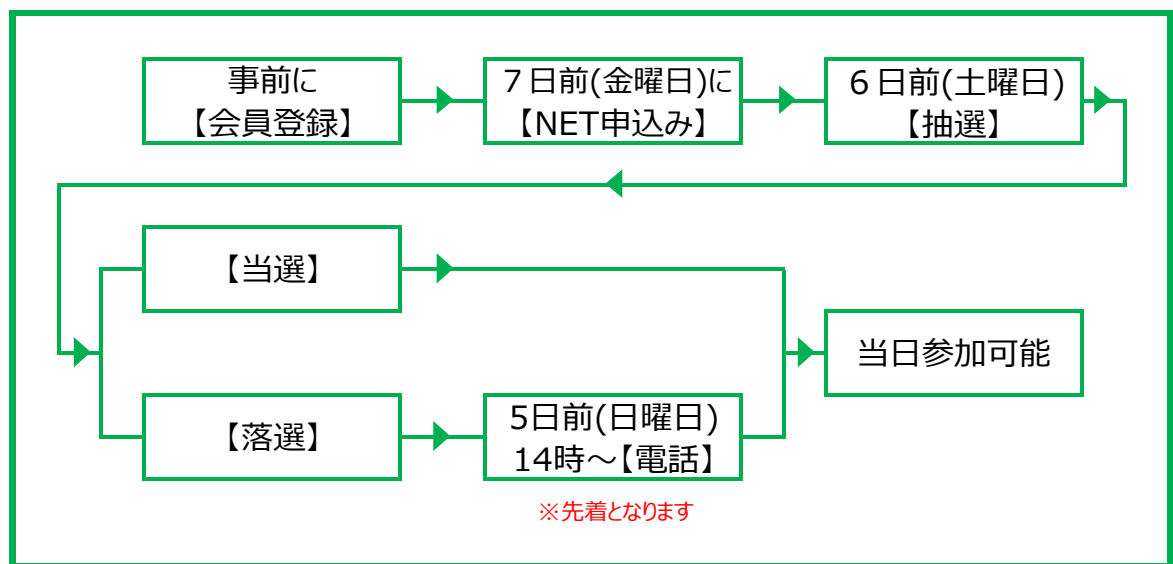 事前に
【会員登録】
７日前(金曜日)に
【NET申込み】
６日前(土曜日)
【抽選】
【当選】
当日参加可能
【落選】
5日前(日曜日)
14時～【電話】
※先着となります